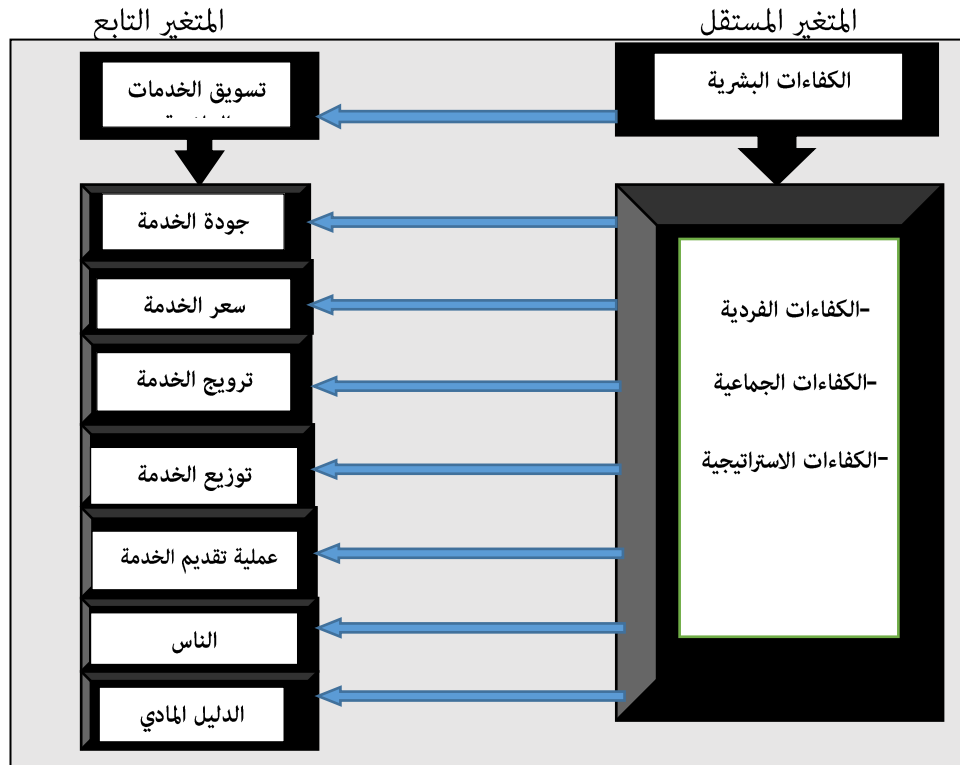 المتغير المستقل
المتغير التابع
الكفاءات البشرية
تسويق الخدمات
-الكفاءات الفردية
-الكفاءات الجماعية
-الكفاءات الاستراتيجية
جودة الخدمة
سعر الخدمة
ترويج الخدمة
توزيع الخدمة
عملية تقديم الخدمة
الناس
الدليل المادي